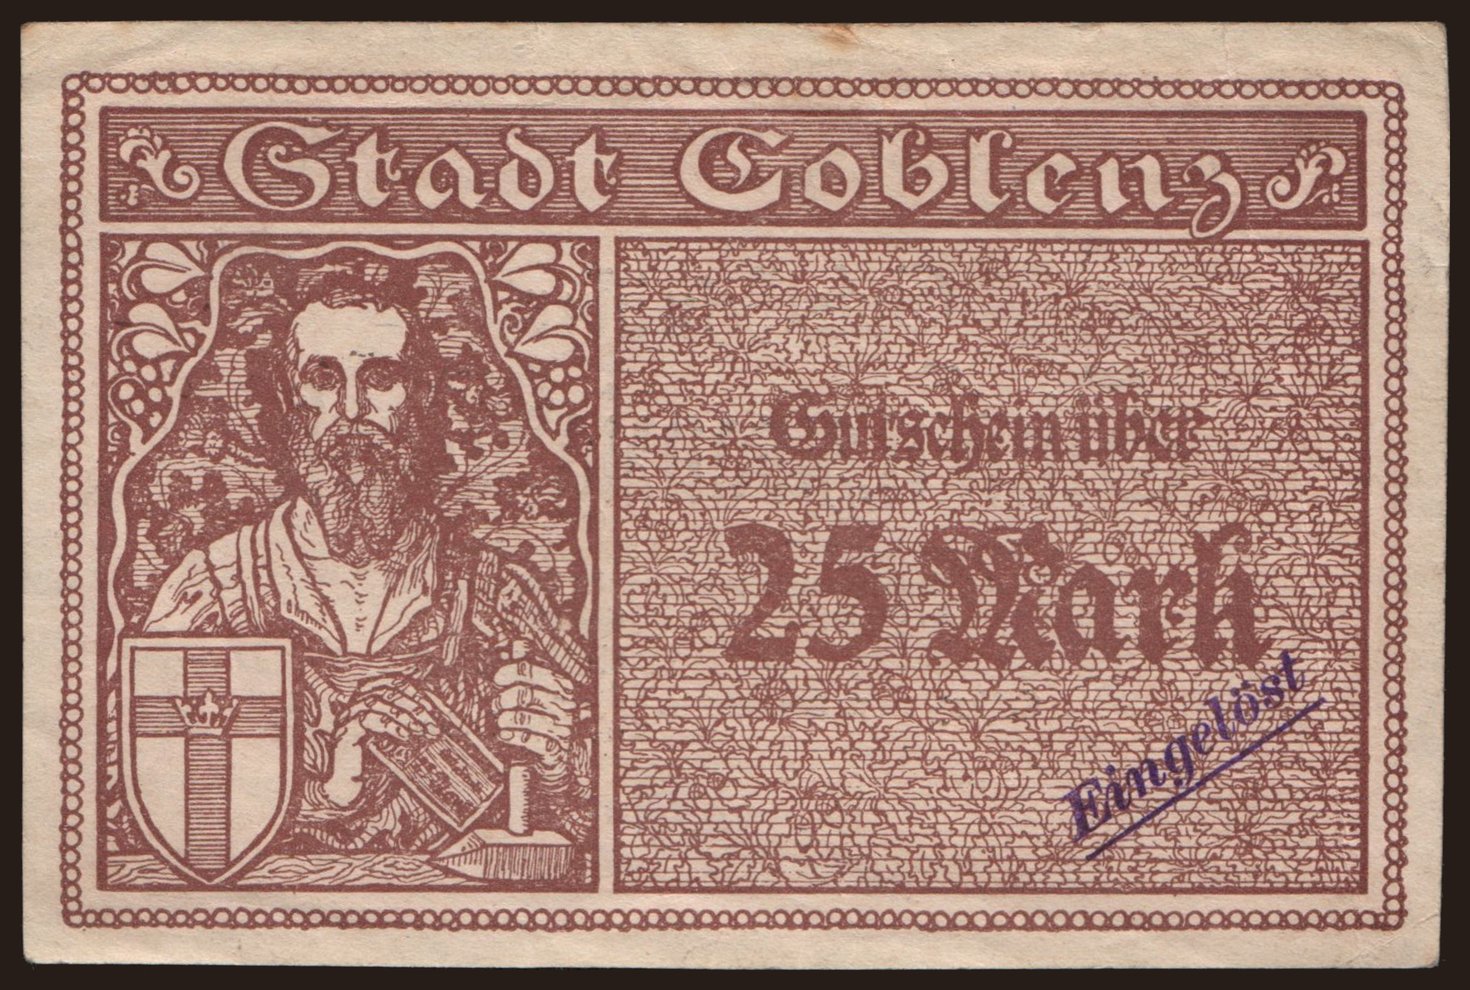 Stadt Coblenz
Gutschein über
25 Mark
Eingelöst